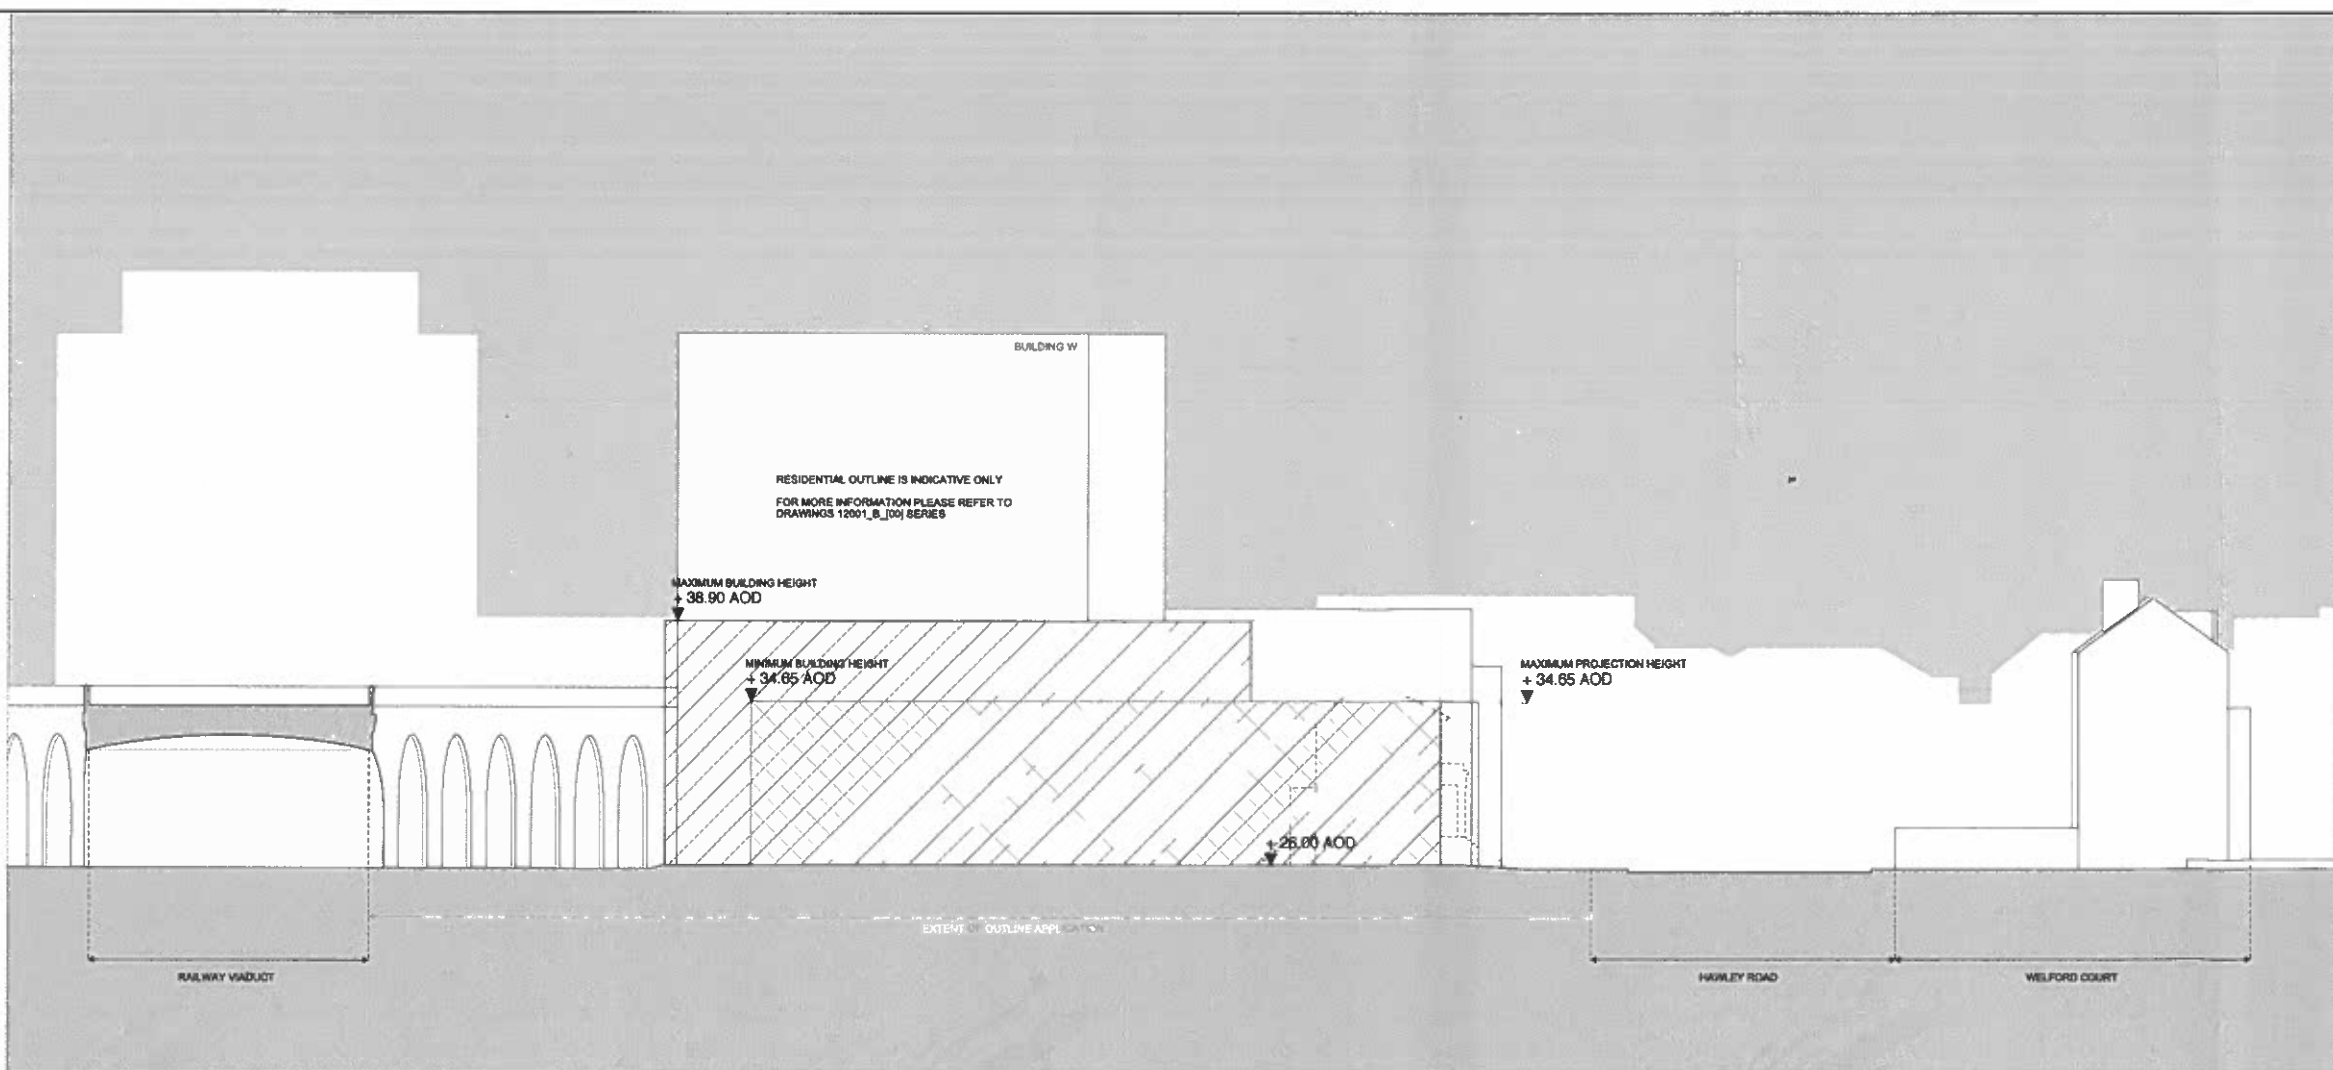 BUILDING W
RESIDENTIAL OUTLINE IS INDICATIVE ONLY
FOR MORE INFORMATION PLEASE REFER TO
DRAWINGS 12001_B_[00] SERIES
MAXIMUM BUILDING HEIGHT
+ 38.90 AOD
MINIMUM BUILDING HEIGHT
+ 34.65 AOD
MAXIMUM PROJECTION HEIGHT
+ 34.65 AOD
+ 26.00 AOD
EXTENT OF OUTLINE APPLICATION
RAILWAY VIADUCT
HAWLEY ROAD
WELFORD COURT